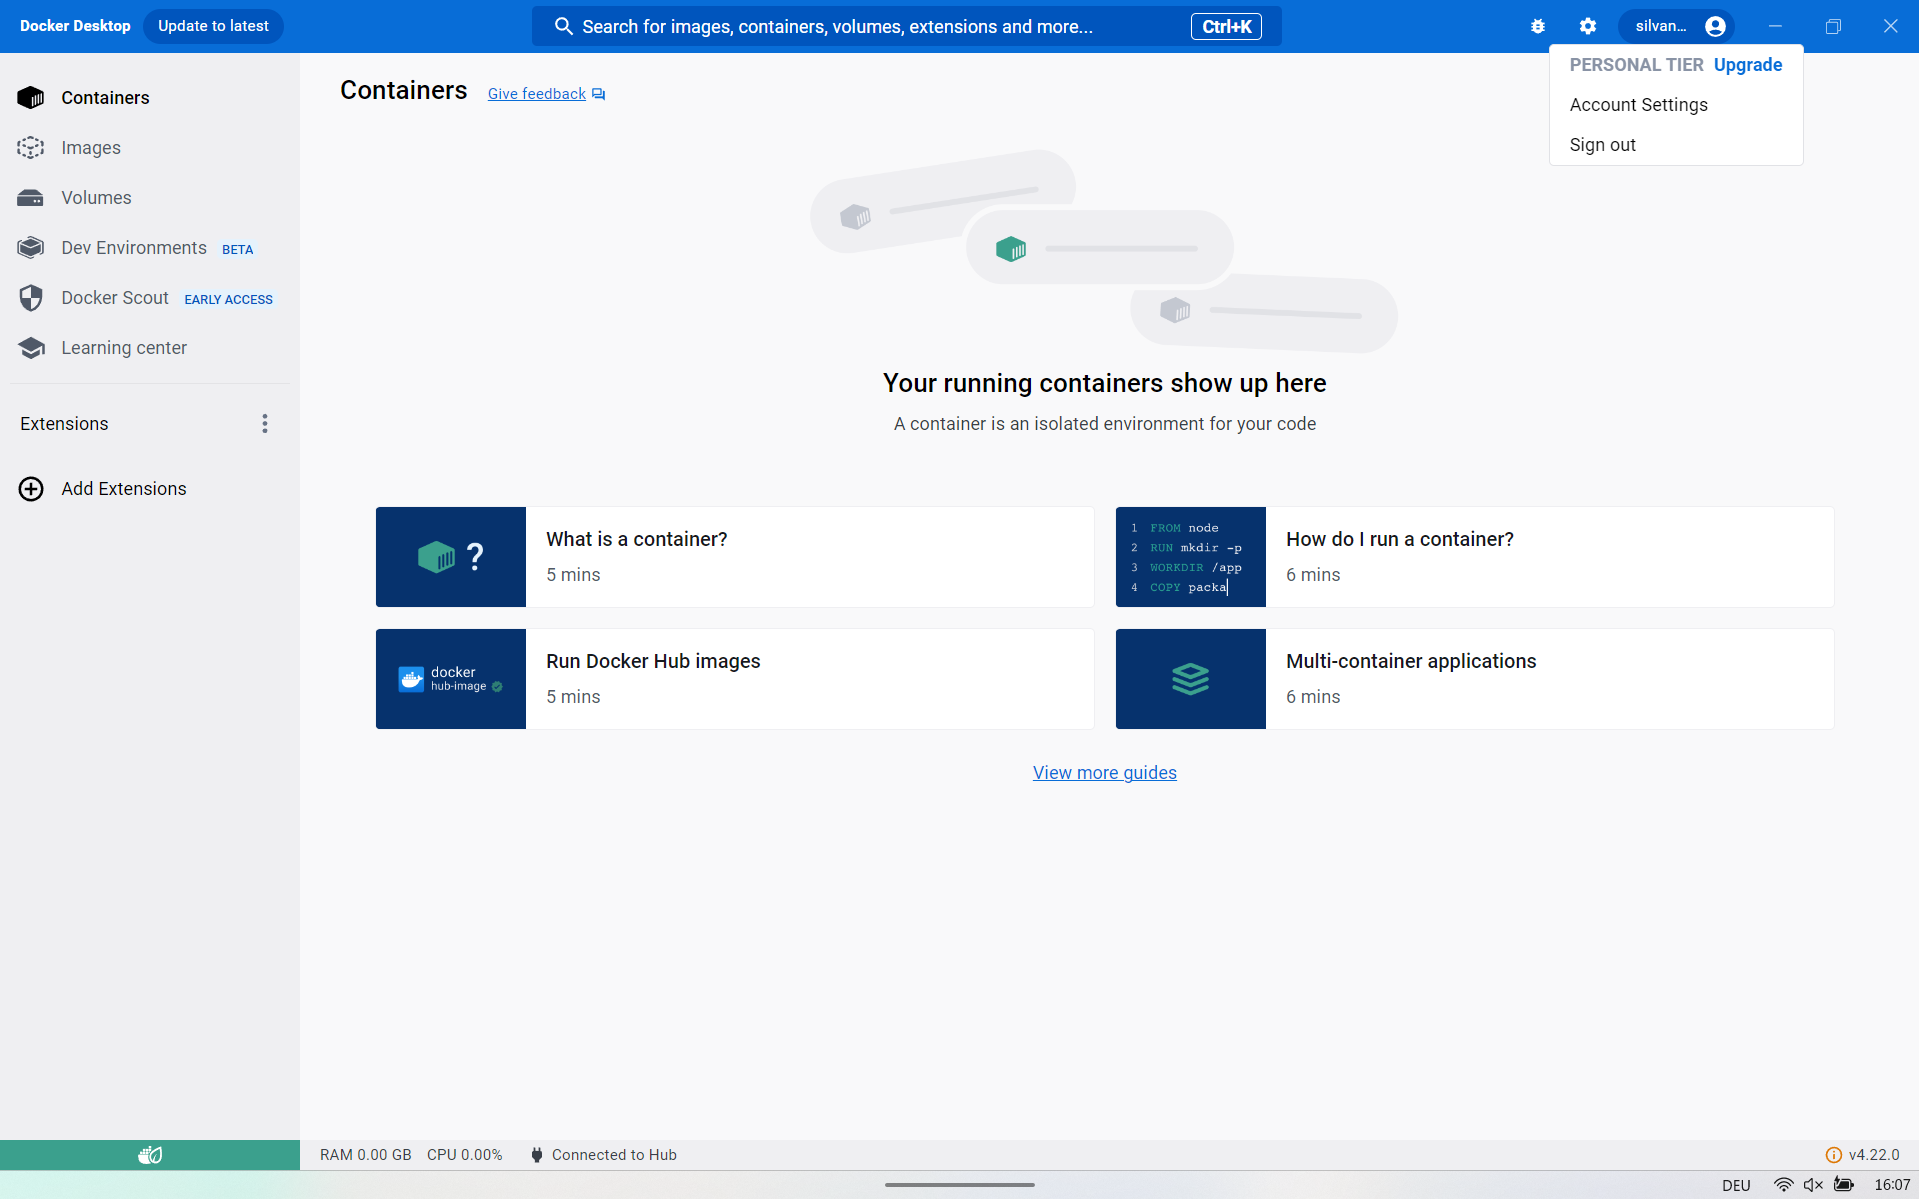 Docker Desktop
Update to latest
Search for images, containers, volumes, extensions and more...
Ctrl+K
silvan...
PERSONAL TIER Upgrade
Account Settings
Sign out
Containers
Images
Volumes
Dev Environments BETA
Docker Scout EARLY ACCESS
Learning center
Extensions
Add Extensions
Containers
Give feedback
Your running containers show up here
A container is an isolated environment for your code
?
What is a container?
5 mins
1 FROM node
2 RUN mkdir -p
3 WORKDIR /app
4 COPY packa
How do I run a container?
6 mins
docker
hub-image
Run Docker Hub images
5 mins
Multi-container applications
6 mins
View more guides
RAM 0.00 GB CPU 0.00% Connected to Hub
v4.22.0
DEU
16:07